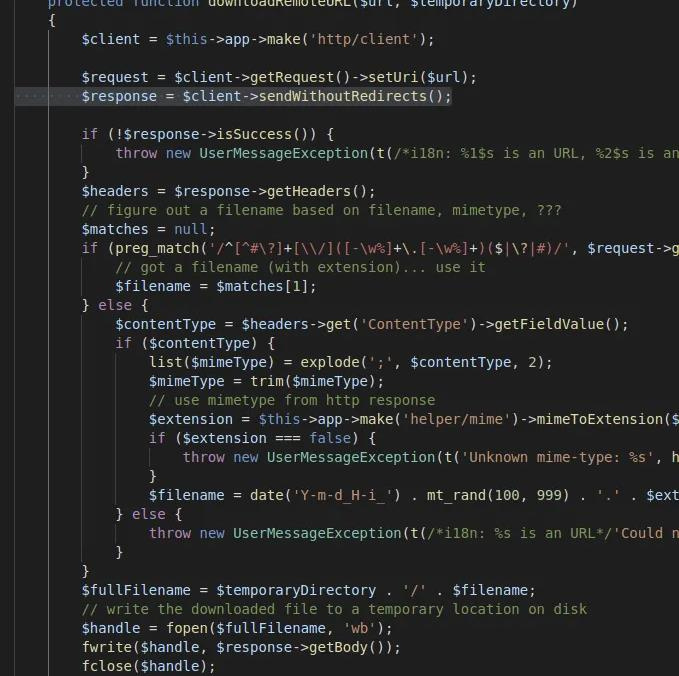 protected function downloadRemoteURL($url, $temporaryDirectory)
{
$client = $this->app->make('http/client');
$request = $client->getRequest()->setUri($url);
$response = $client->sendWithoutRedirects();
if (!$response->isSuccess()) {
throw new UserMessageException(t(/*i18n: %1$s is an URL, %2$s is an
}
$headers = $response->getHeaders();
// figure out a filename based on filename, mimetype, ???
$matches = null;
if (preg_match('/^[^#\?]+[\\/]([-\w%]+\.[-\w%]+)($|\?|#)/', $request->g
// got a filename (with extension)... use it
$filename = $matches[1];
} else {
$contentType = $headers->get('ContentType')->getFieldValue();
if ($contentType) {
list($mimeType) = explode(';', $contentType, 2);
$mimeType = trim($mimeType);
// use mimetype from http response
$extension = $this->app->make('helper/mime')->mimeToExtension($
if ($extension === false) {
throw new UserMessageException(t('Unknown mime-type: %s', h
}
$filename = date('Y-m-d_H-i_') . mt_rand(100, 999) . '.' . $ext
} else {
throw new UserMessageException(t(/*i18n: %s is an URL*/'Could n
}
}
$fullFilename = $temporaryDirectory . '/' . $filename;
// write the downloaded file to a temporary location on disk
$handle = fopen($fullFilename, 'wb');
fwrite($handle, $response->getBody());
fclose($handle);